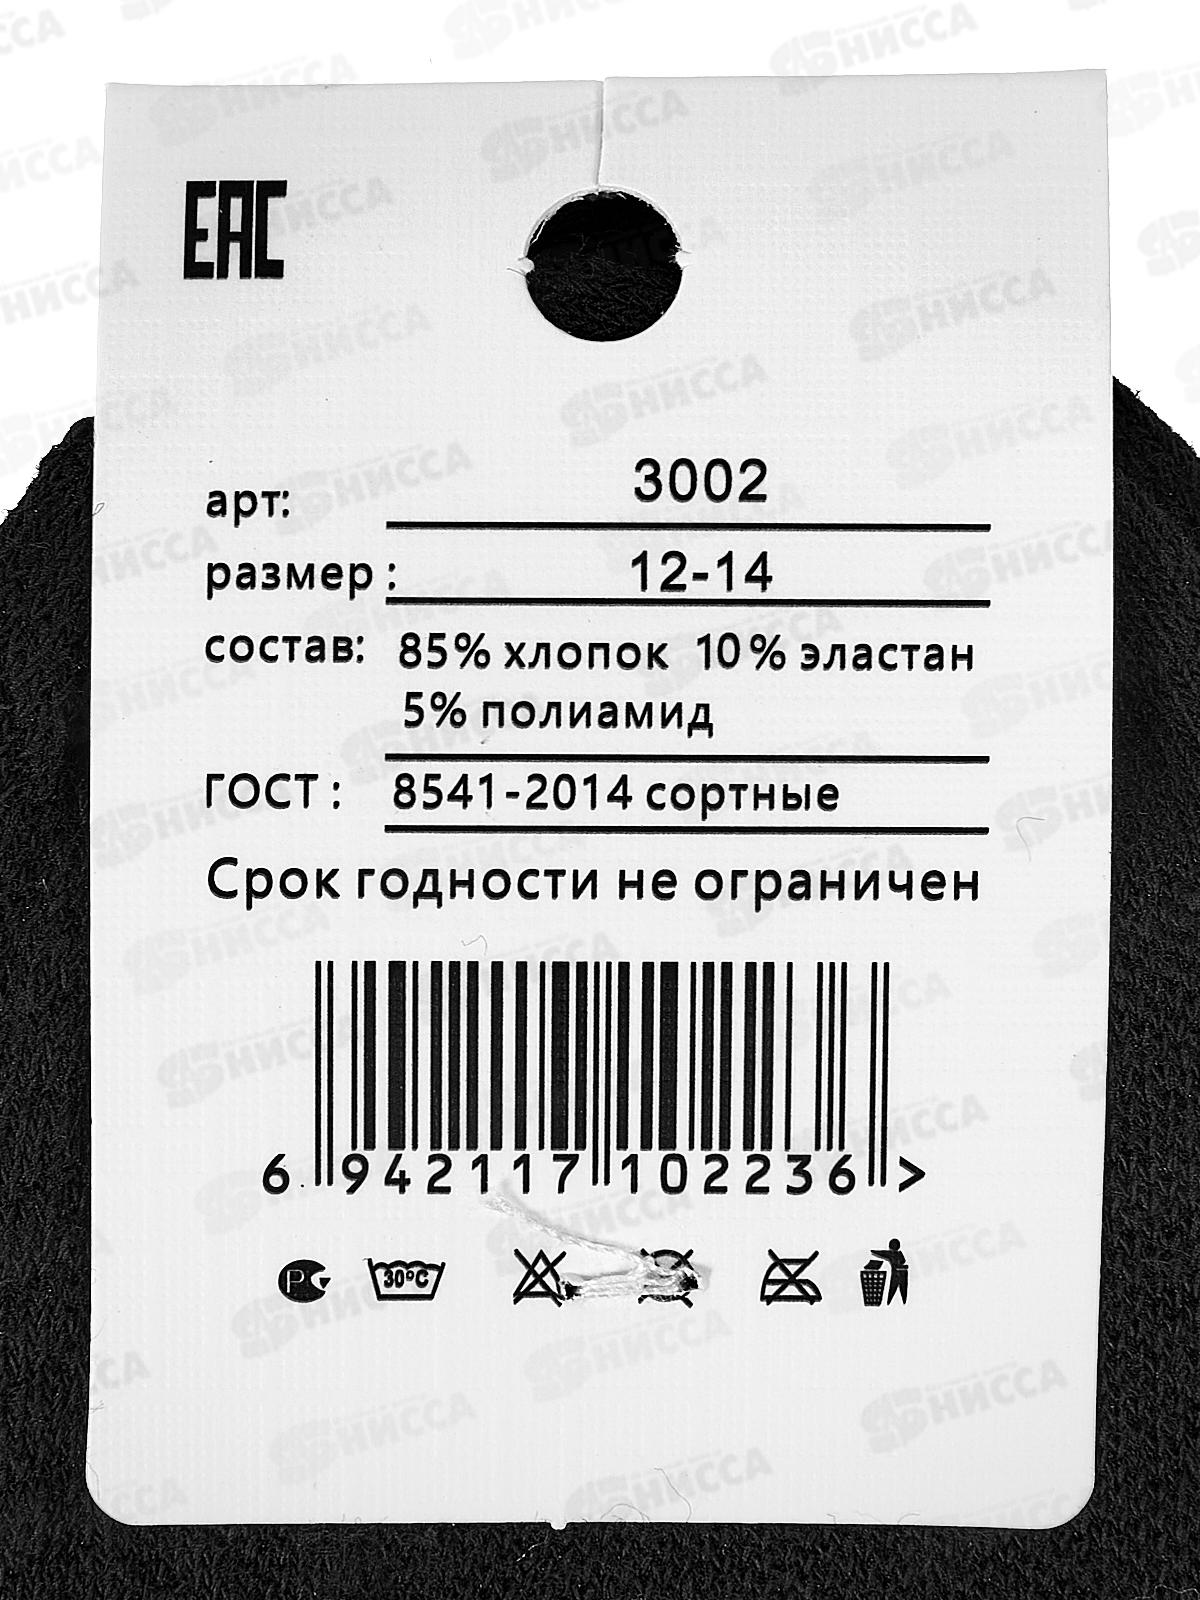 ЕАС
арт: 3002
размер : 12-14
состав: 85% хлопок 10% эластан
5% полиамид
ГОСТ : 8541-2014 сортные
Срок годности не ограничен
6 942117 102236 >
РС 30°C